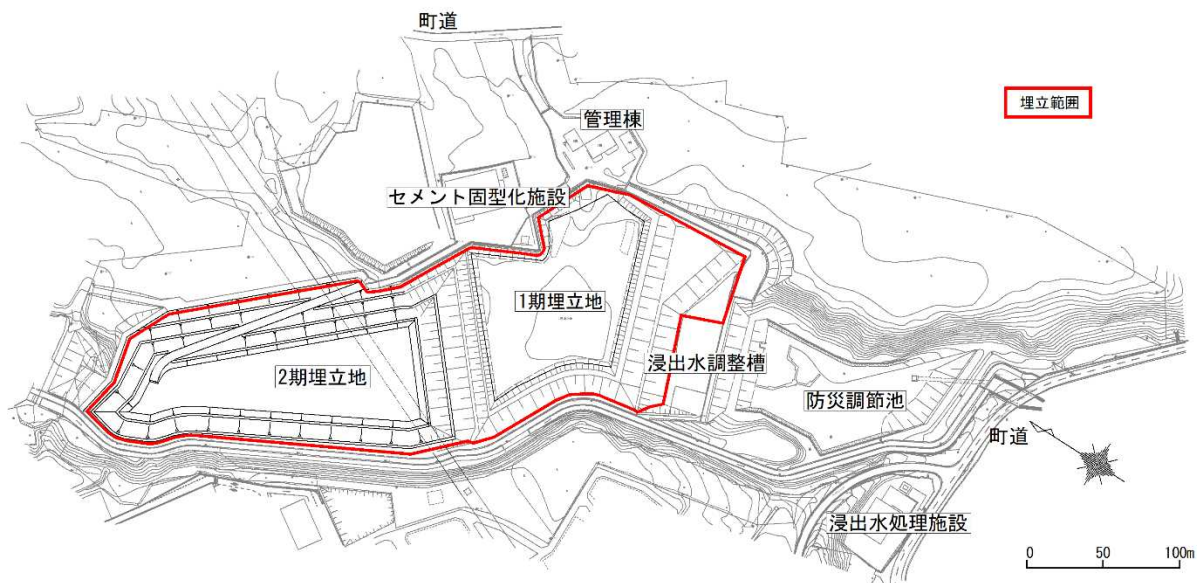 町道
埋立範囲
管理棟
セメント固型化施設
1期埋立地
2期埋立地
浸出水調整槽
防災調節池
町道
浸出水処理施設
0 50 100m